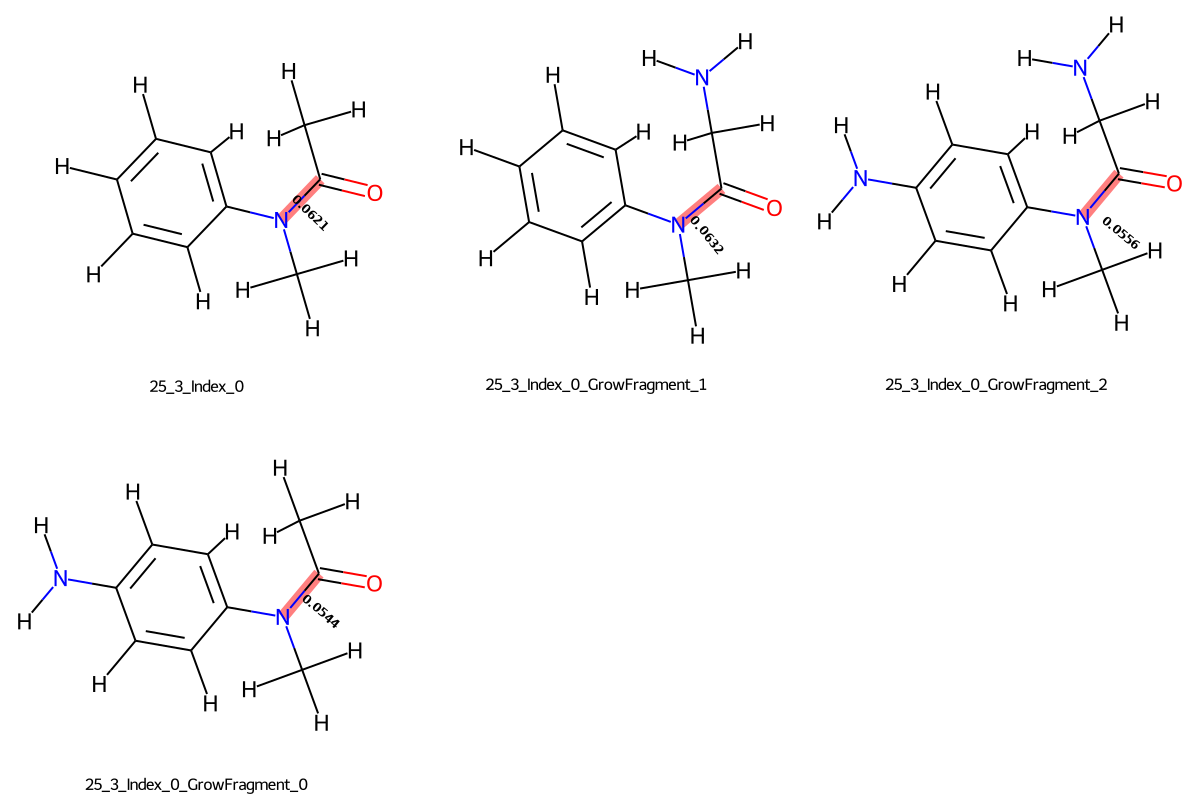 H H H H H H H H H H H H N O 0.0621
25_3_Index_0
H H H H H H H H H H H H N N O 0.0632
25_3_Index_0_GrowFragment_1
H H H H H H H H H H H H H N N N O 0.0556
25_3_Index_0_GrowFragment_2
H H H H H H H H H H H H N N O 0.0544
25_3_Index_0_GrowFragment_0